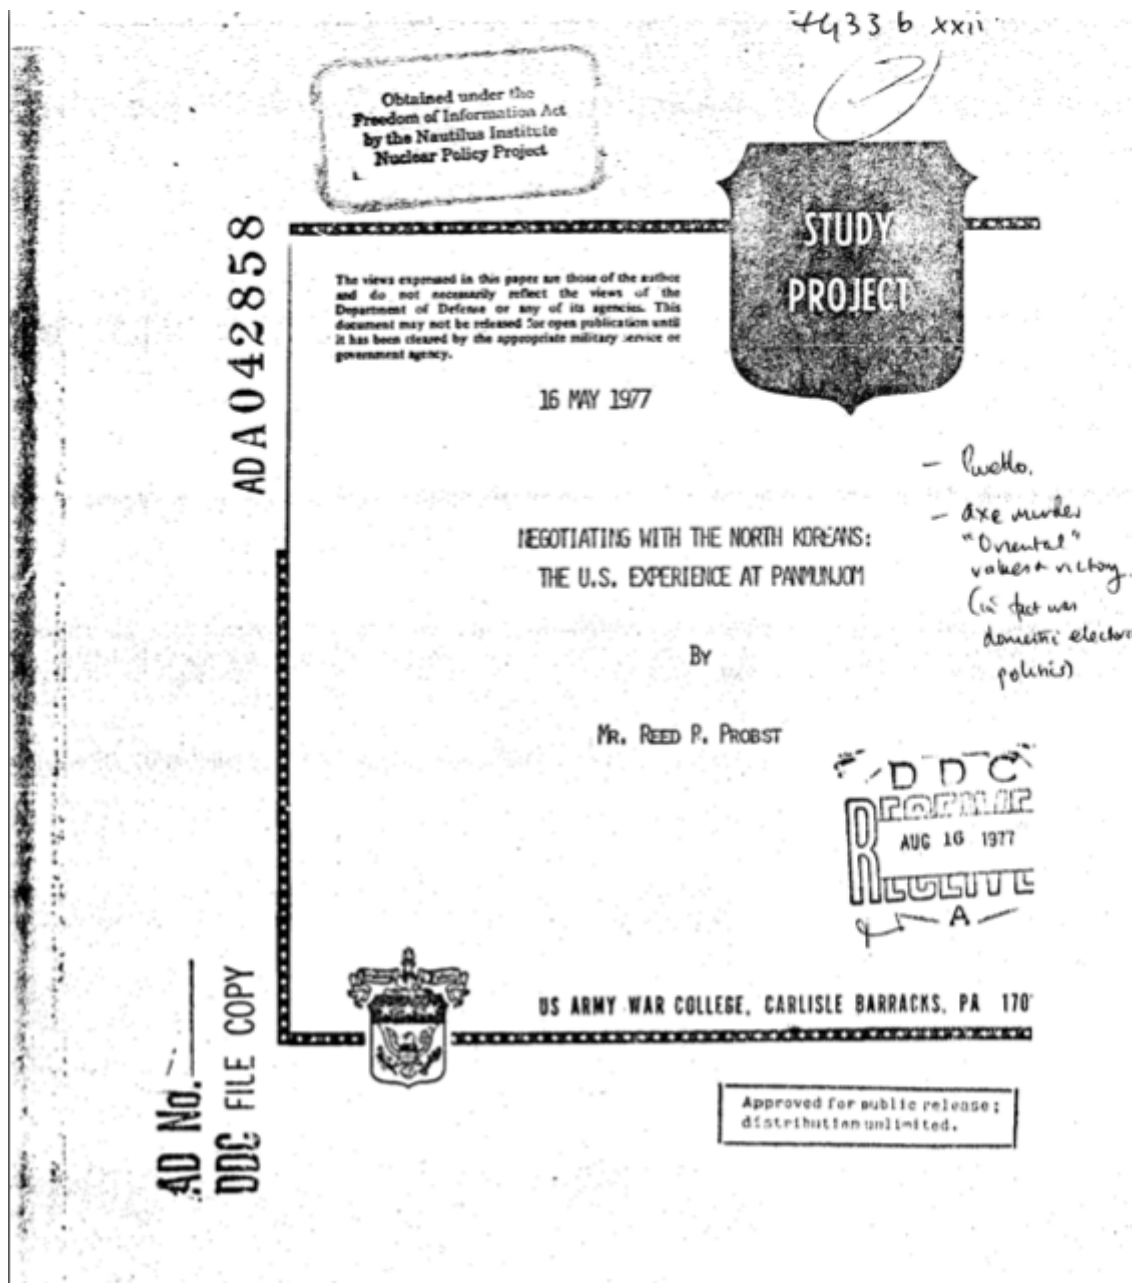 74336 xxii
Obtained under the
Freedom of Information Act
by the Nautilus Institute
Nuclear Policy Project
STUDY
PROJECT
ADA042858
The views expressed in this paper are those of the author
and do not necessarily reflect the views of the
Department of Defense or any of its agencies. This
document may not be released for open publication until
it has been cleared by the appropriate military service or
government agency.
16 MAY 1977
- Pueblo.
- axe murder
"Oriental"
values + victory.
(in fact was
domestic electoral
politics)
NEGOTIATING WITH THE NORTH KOREANS:
THE U.S. EXPERIENCE AT PANMUNJOM
BY
MR. REED R. PROBST
DDC
AUG 16 1977
A
US ARMY WAR COLLEGE, CARLISLE BARRACKS, PA 170
AD No.
DDC FILE COPY
Approved for public release;
distribution unlimited.